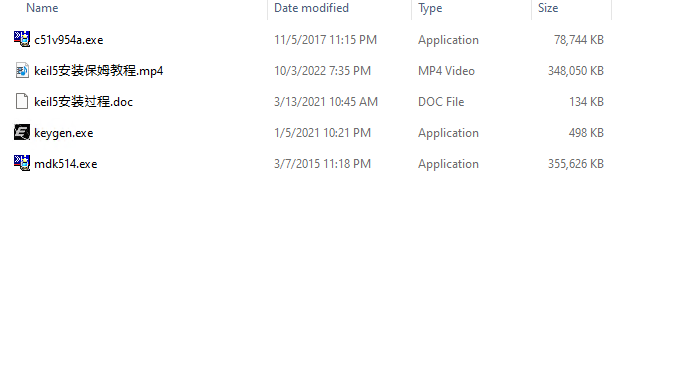 Name Date modified Type Size
c51v954a.exe 11/5/2017 11:15 PM Application 78,744 KB
keil5安装保姆教程.mp4 10/3/2022 7:35 PM MP4 Video 348,050 KB
keil5安装过程.doc 3/13/2021 10:45 AM DOC File 134 KB
keygen.exe 1/5/2021 10:21 PM Application 498 KB
mdk514.exe 3/7/2015 11:18 PM Application 355,626 KB